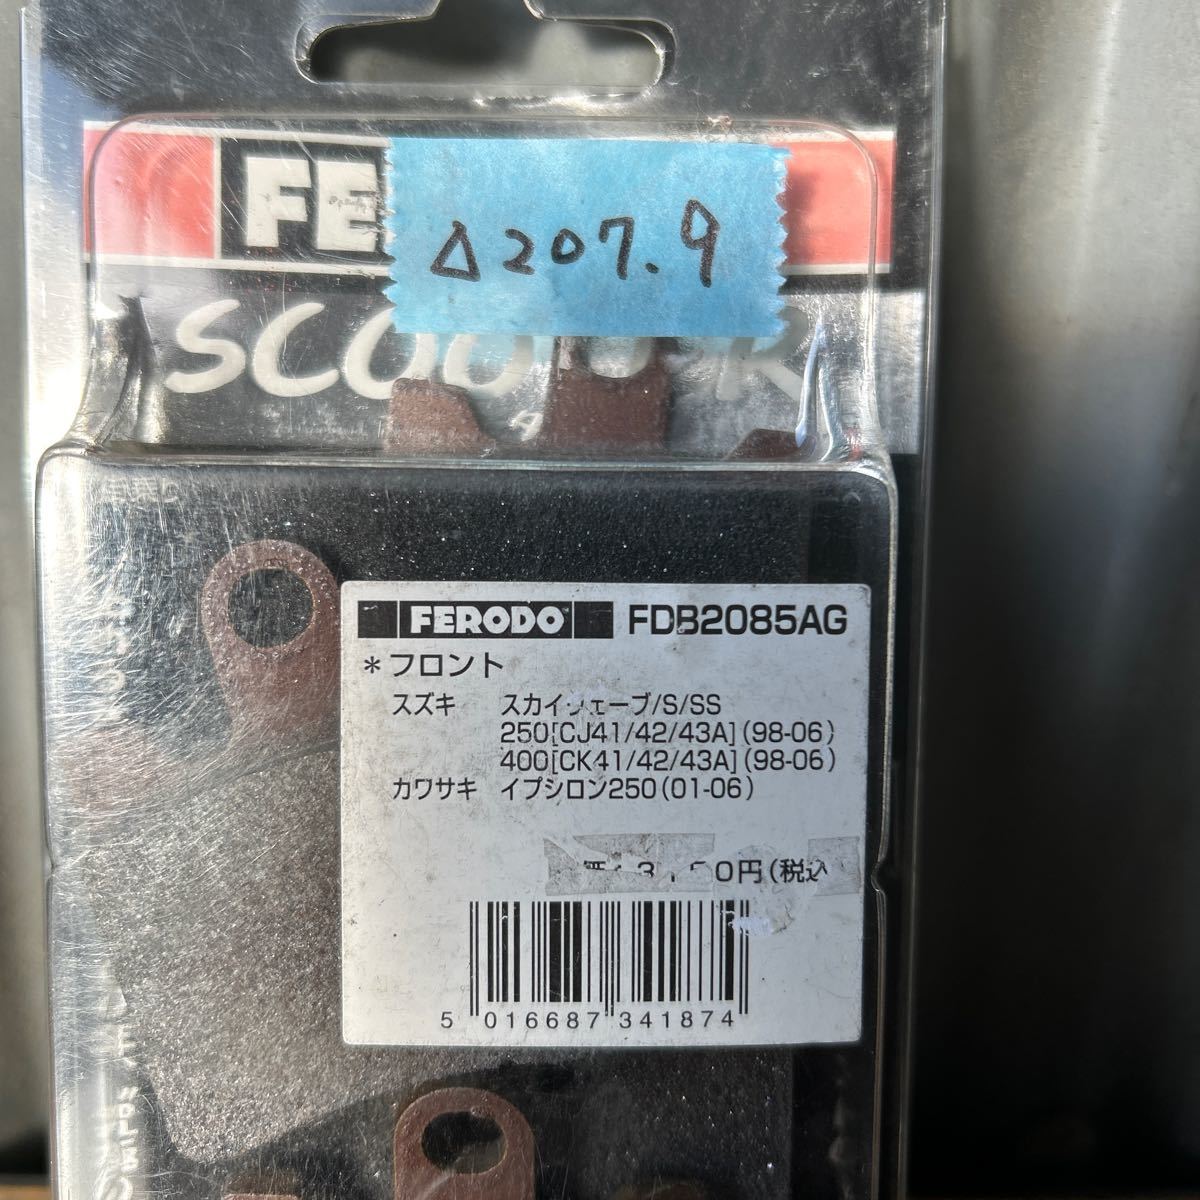 FE
△207.9
SCOOTER
FERODO FDB2085AG
*フロント
スズキ スカイウェーブ/S/SS
250[CJ41/42/43A](98-06)
400[CK41/42/43A](98-06)
カワサキ イプシロン250(01-06)
円(税込
5 016687 341874